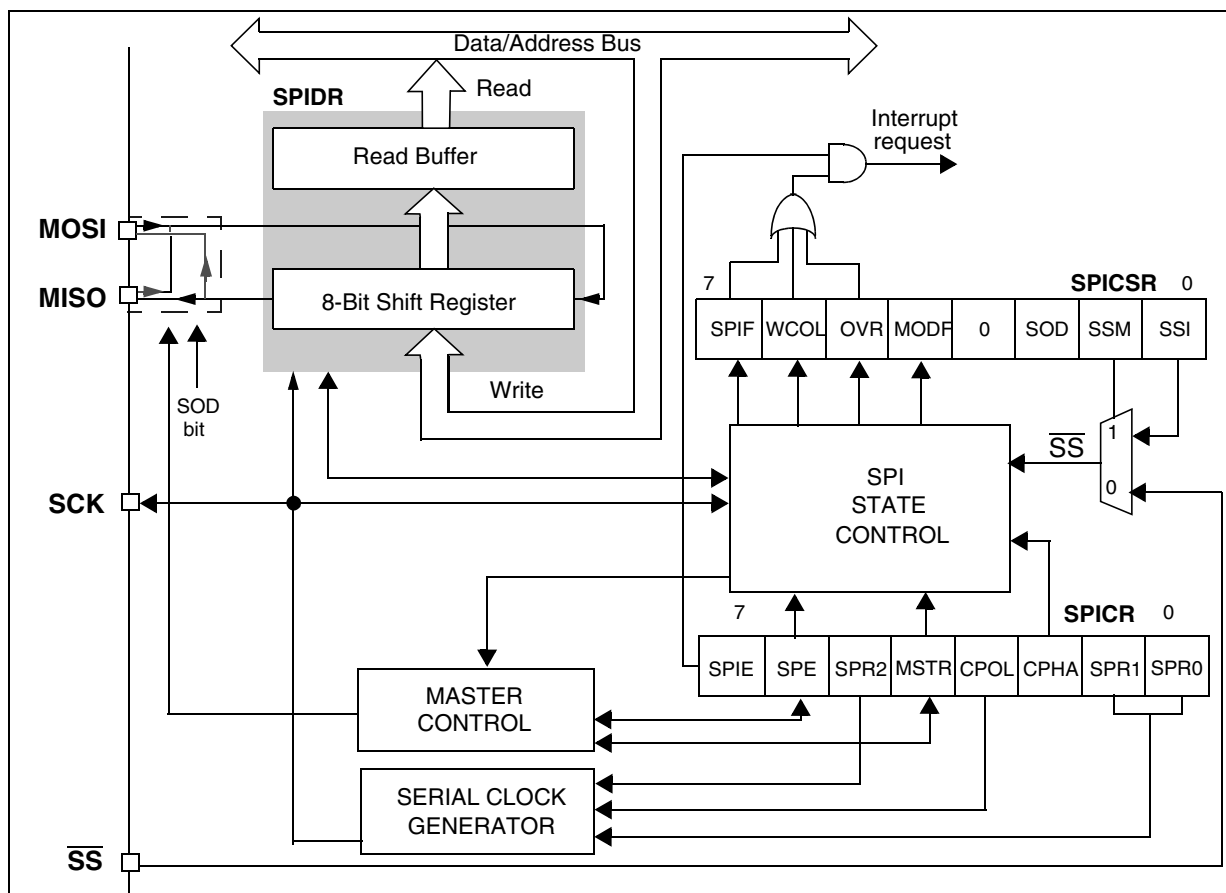 Data/Address Bus
Read
SPIDR
Read Buffer
Interrupt
request
MOSI
MISO
8-Bit Shift Register
7
SPICSR
0
SPIF
WCOL
OVR
MODF
0
SOD
SSM
SSI
Write
SOD
bit
1
SS
0
SCK
SPI
STATE
CONTROL
7
SPICR
0
SPIE
SPE
SPR2
MSTR
CPOL
CPHA
SPR1
SPR0
MASTER
CONTROL
SERIAL CLOCK
GENERATOR
SS